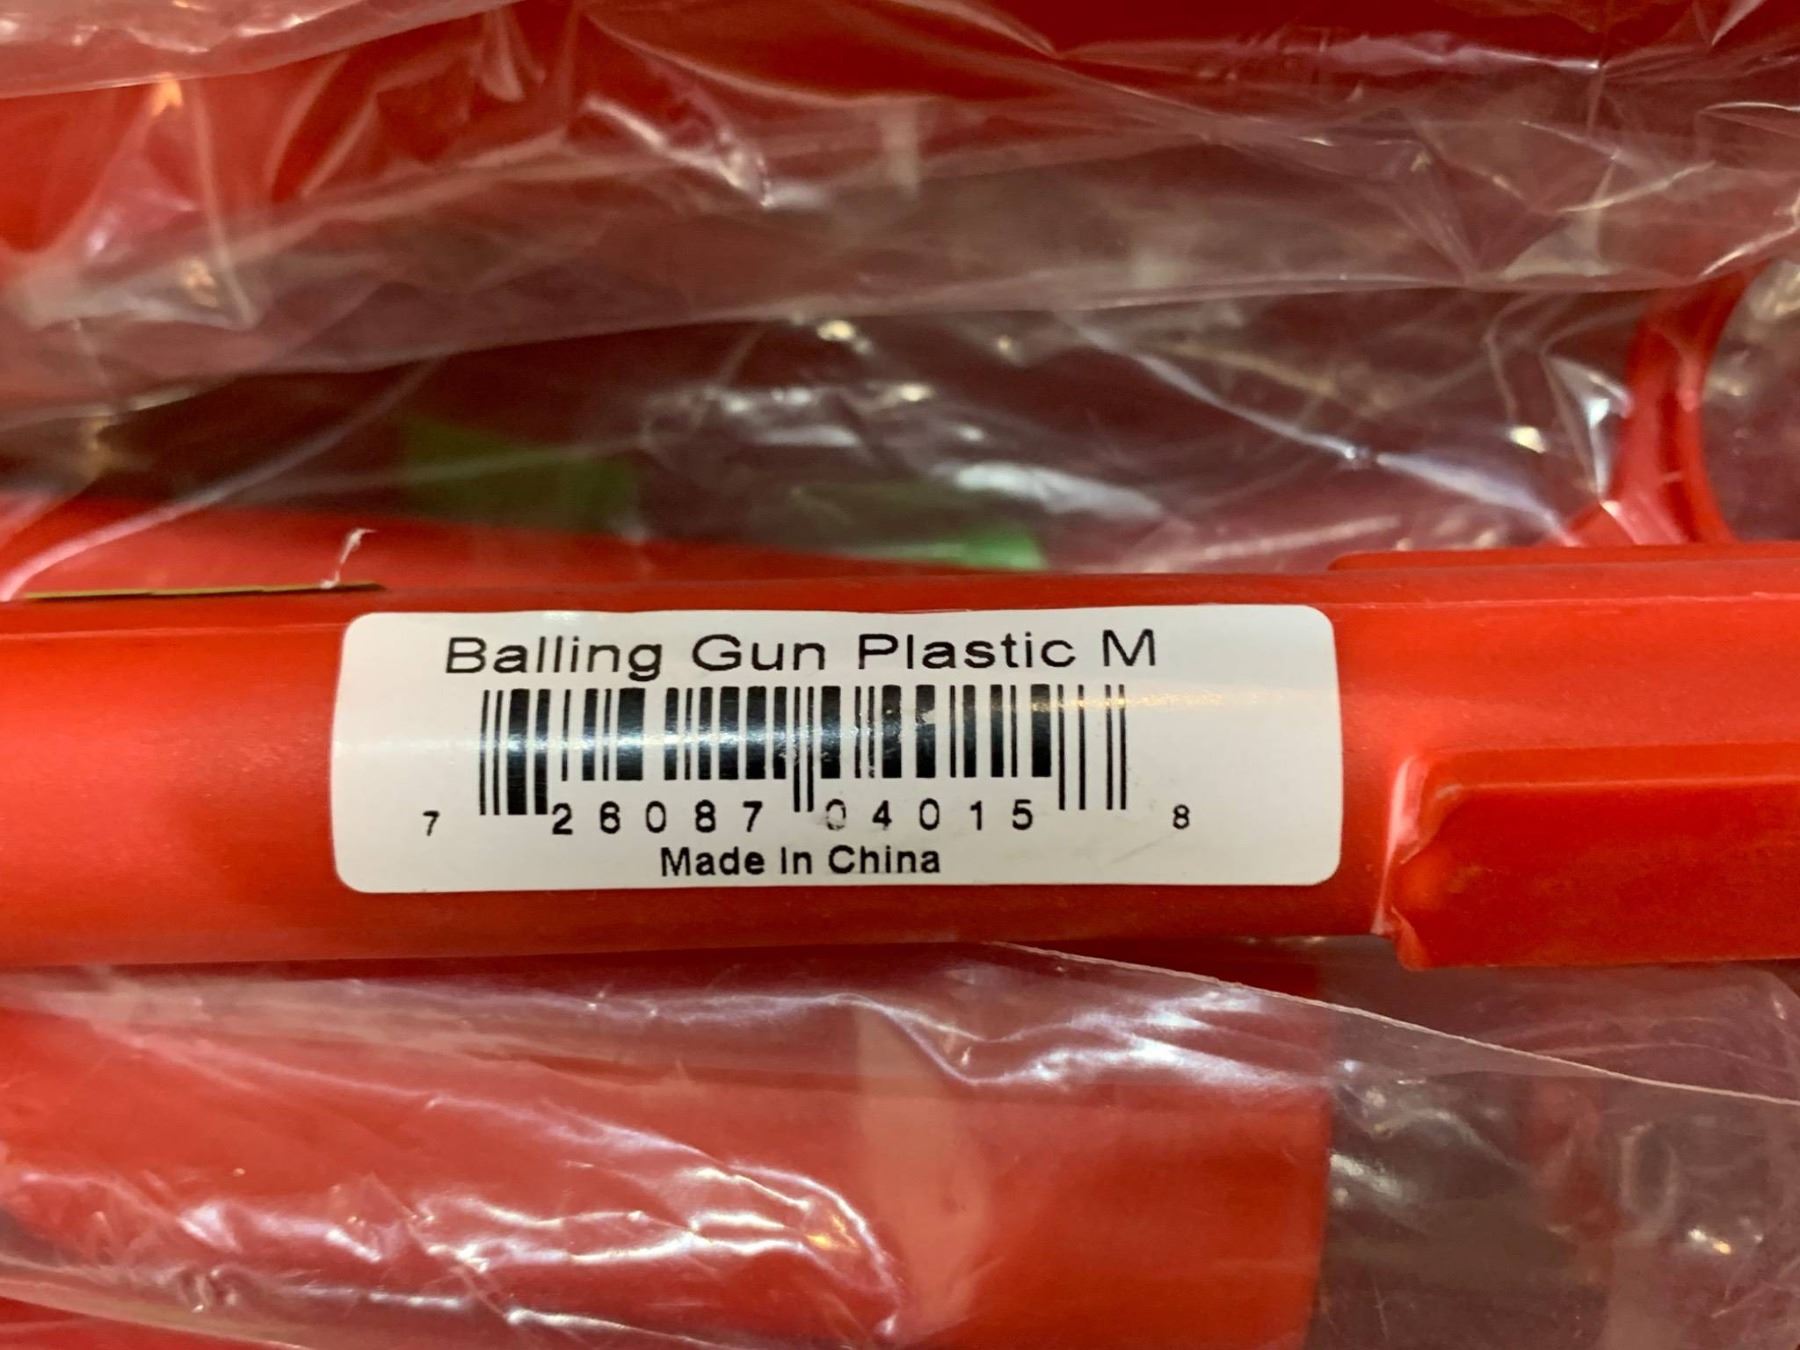 Balling Gun Plastic M
7 26087 04015 8
Made In China